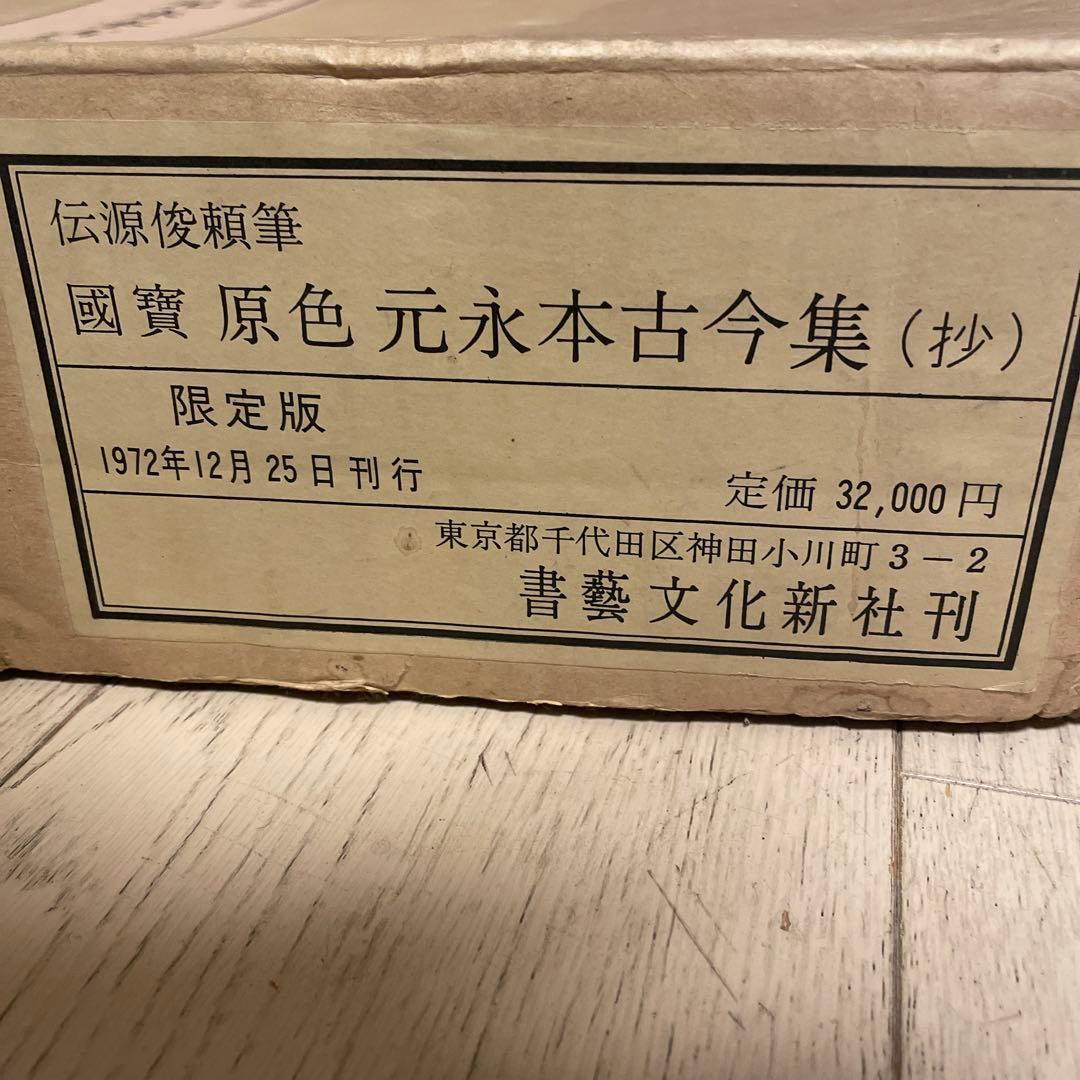 伝源俊頼筆
國寶 原色 元永本古今集(抄)
限定版
1972年12月25日刊行
定価 32,000円
東京都千代田区神田小川町3-2
書藝文化新社刊